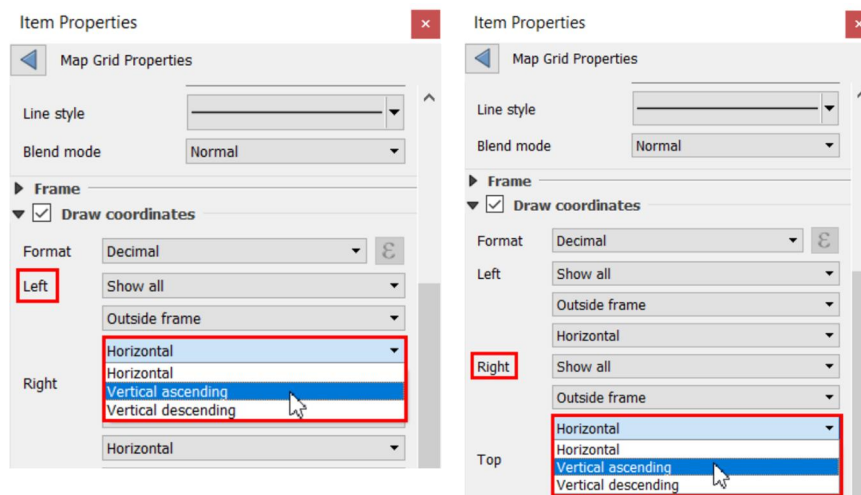 Item Properties
Map Grid Properties
Line style
Blend mode Normal
Frame
Draw coordinates
Format Decimal ε
Left Show all
Outside frame
Horizontal
Horizontal
Right Vertical ascending
Vertical descending
Horizontal
Item Properties
Map Grid Properties
Line style
Blend mode Normal
Frame
Draw coordinates
Format Decimal ε
Left Show all
Outside frame
Horizontal
Right Show all
Outside frame
Horizontal
Horizontal
Top Vertical ascending
Vertical descending